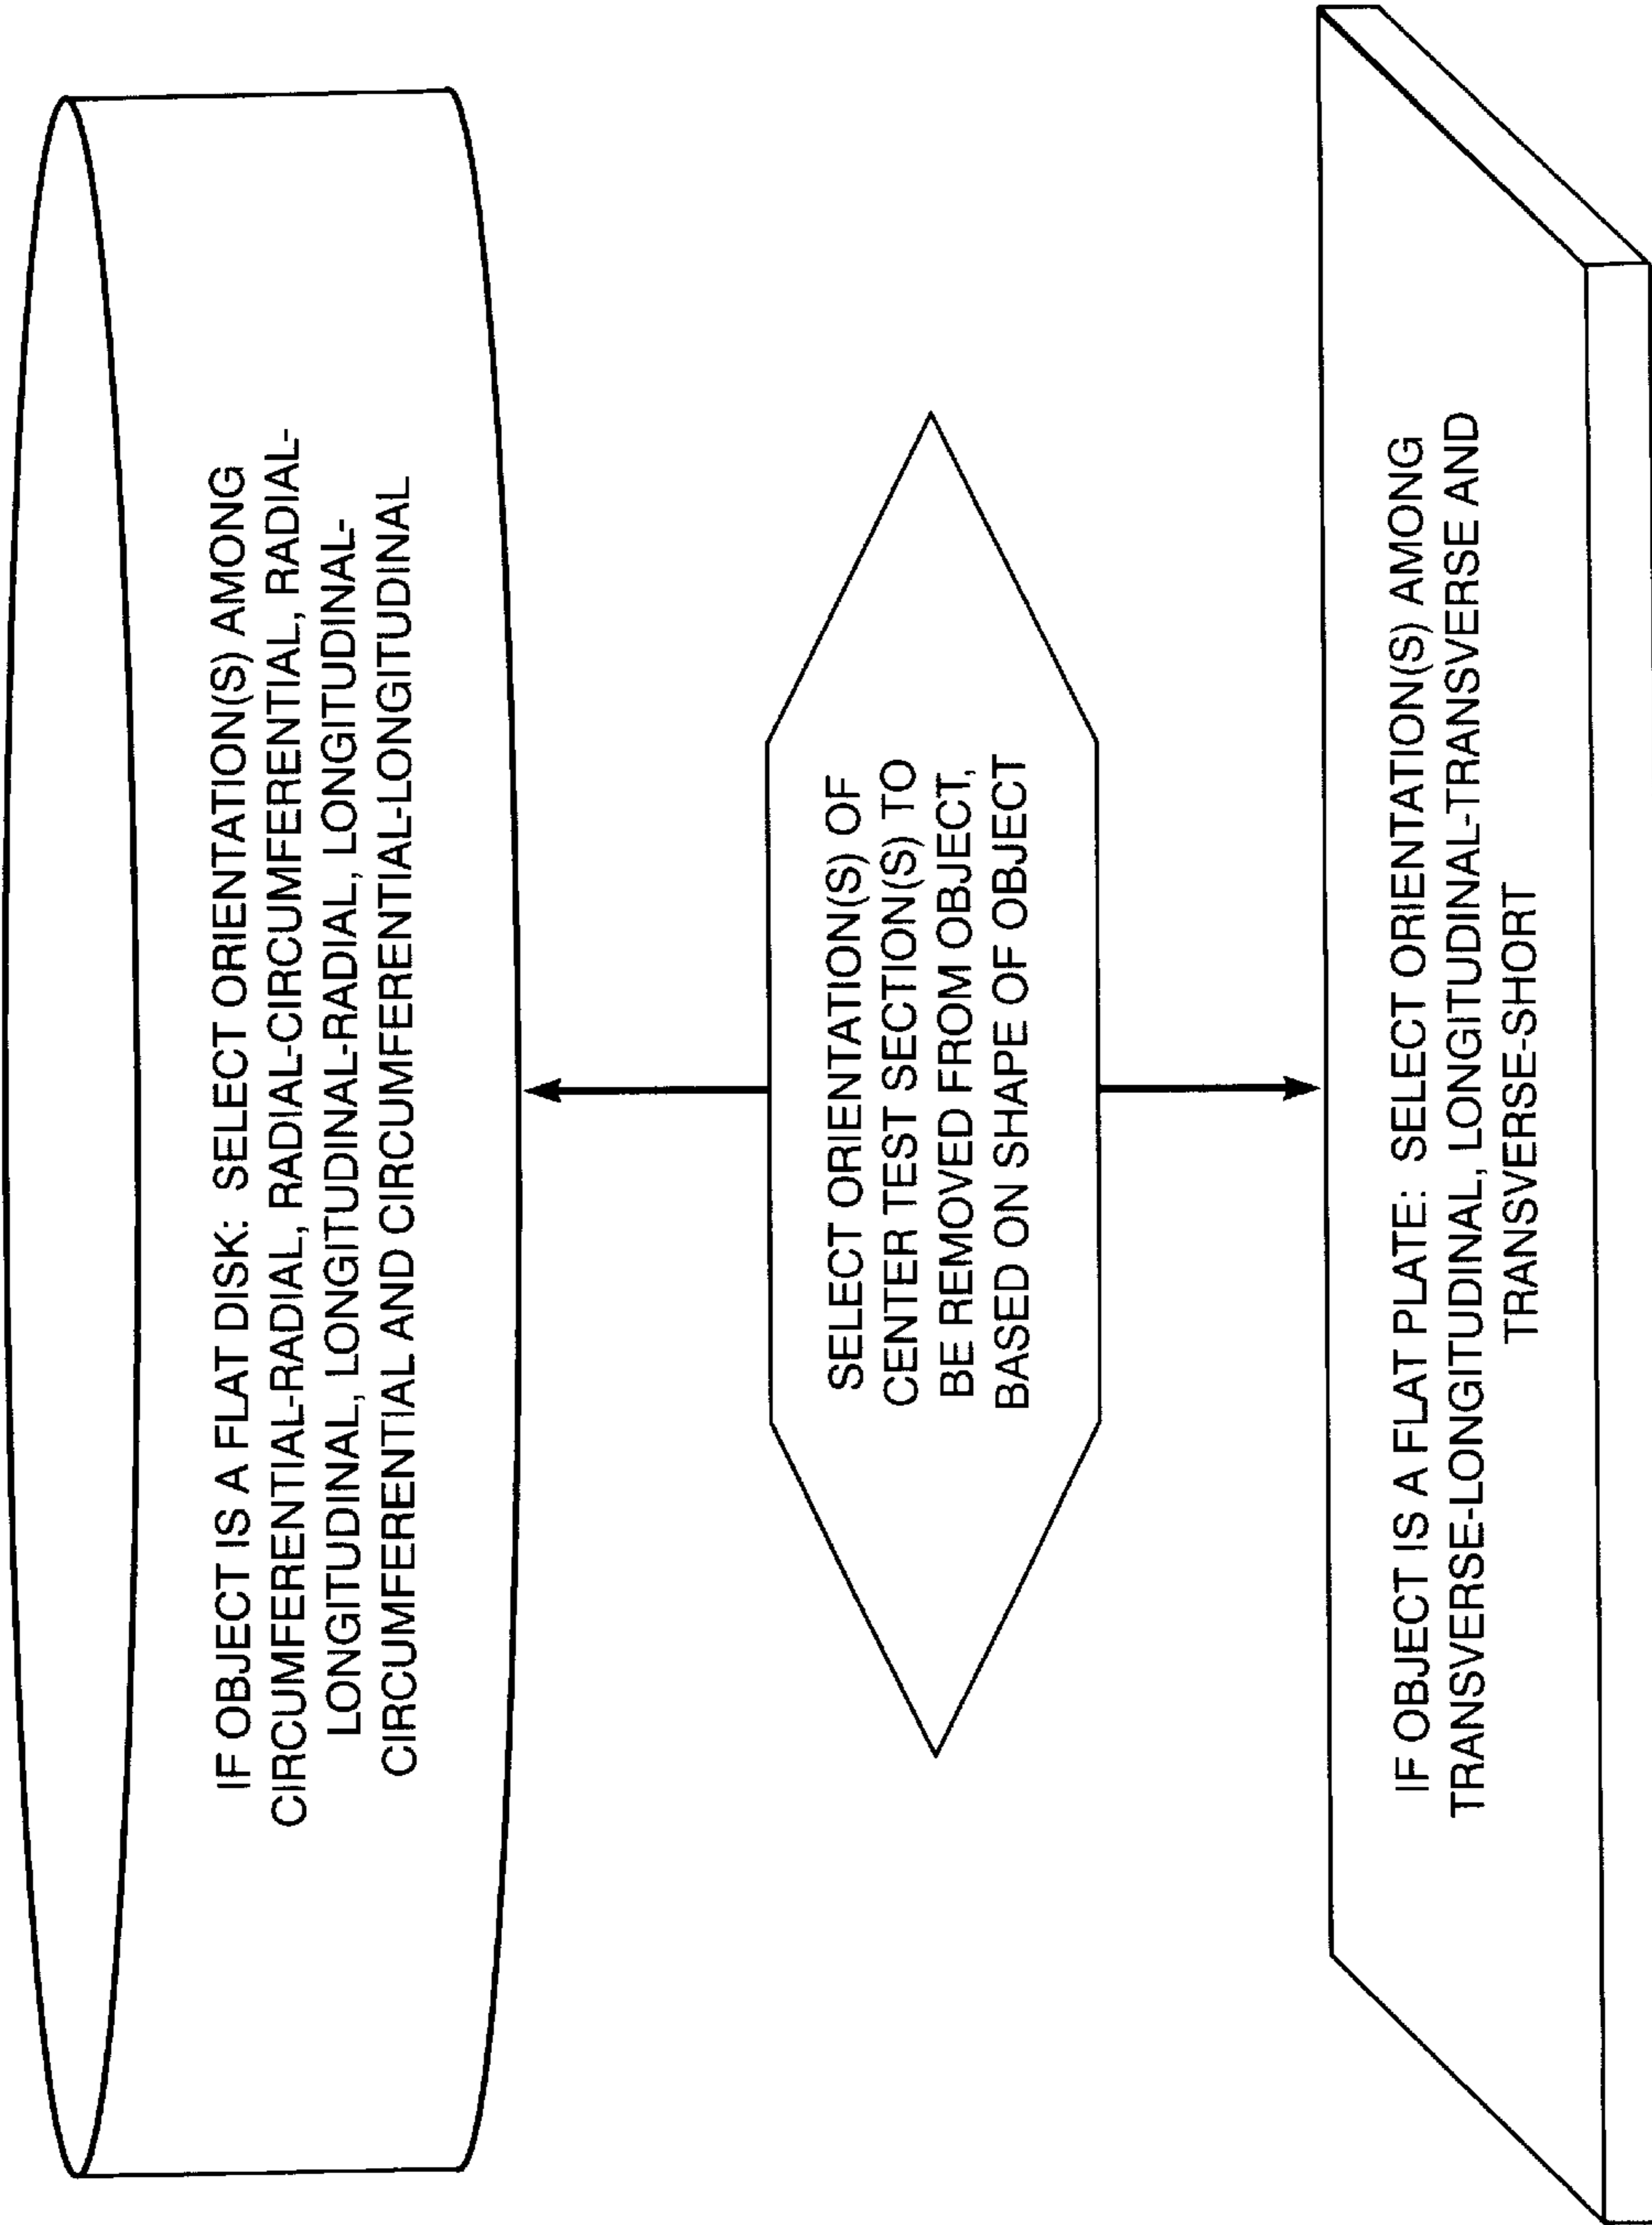 IF OBJECT IS A FLAT DISK: SELECT ORIENTATION(S) AMONG
CIRCUMFERENTIAL-RADIAL, RADIAL-CIRCUMFERENTIAL, RADIAL-
LONGITUDINAL, LONGITUDINAL-RADIAL, LONGITUDINAL-
CIRCUMFERENTIAL AND CIRCUMFERENTIAL-LONGITUDINAL
SELECT ORIENTATION(S) OF
CENTER TEST SECTION(S) TO
BE REMOVED FROM OBJECT,
BASED ON SHAPE OF OBJECT
IF OBJECT IS A FLAT PLATE: SELECT ORIENTATION(S) AMONG
TRANSVERSE-LONGITUDINAL, LONGITUDINAL-TRANSVERSE AND
TRANSVERSE-SHORT